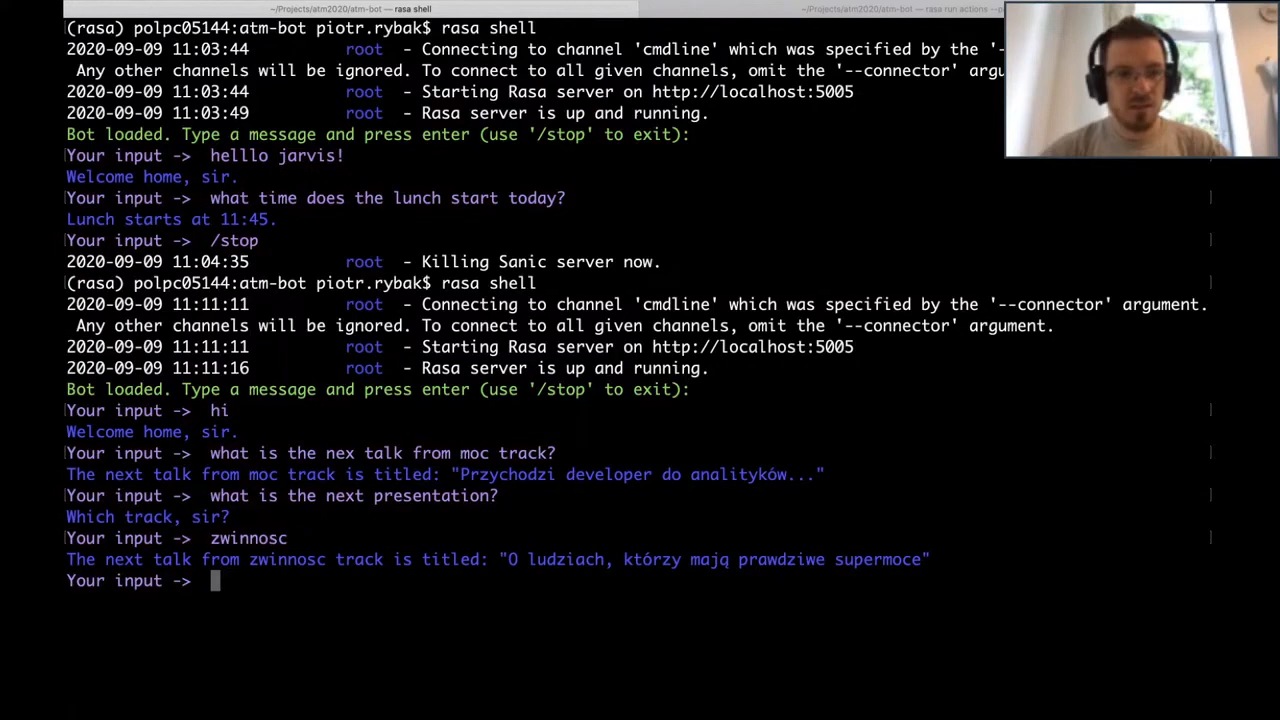 ~/Projects/atm2020/atm-bot — rasa shell
~/Projects/atm2020/atm-bot — rasa run actions --p
(rasa) polpc05144:atm-bot piotr.rybak$ rasa shell
2020-09-09 11:03:44 root - Connecting to channel 'cmdline' which was specified by the '-
Any other channels will be ignored. To connect to all given channels, omit the '--connector' argu
2020-09-09 11:03:44 root - Starting Rasa server on http://localhost:5005
2020-09-09 11:03:49 root - Rasa server is up and running.
Bot loaded. Type a message and press enter (use '/stop' to exit):
Your input -> helllo jarvis!
Welcome home, sir.
Your input -> what time does the lunch start today?
Lunch starts at 11:45.
Your input -> /stop
2020-09-09 11:04:35 root - Killing Sanic server now.
(rasa) polpc05144:atm-bot piotr.rybak$ rasa shell
2020-09-09 11:11:11 root - Connecting to channel 'cmdline' which was specified by the '--connector' argument.
Any other channels will be ignored. To connect to all given channels, omit the '--connector' argument.
2020-09-09 11:11:11 root - Starting Rasa server on http://localhost:5005
2020-09-09 11:11:16 root - Rasa server is up and running.
Bot loaded. Type a message and press enter (use '/stop' to exit):
Your input -> hi
Welcome home, sir.
Your input -> what is the nex talk from moc track?
The next talk from moc track is titled: "Przychodzi developer do analityków..."
Your input -> what is the next presentation?
Which track, sir?
Your input -> zwinnosc
The next talk from zwinnosc track is titled: "O ludziach, którzy mają prawdziwe supermoce"
Your input ->